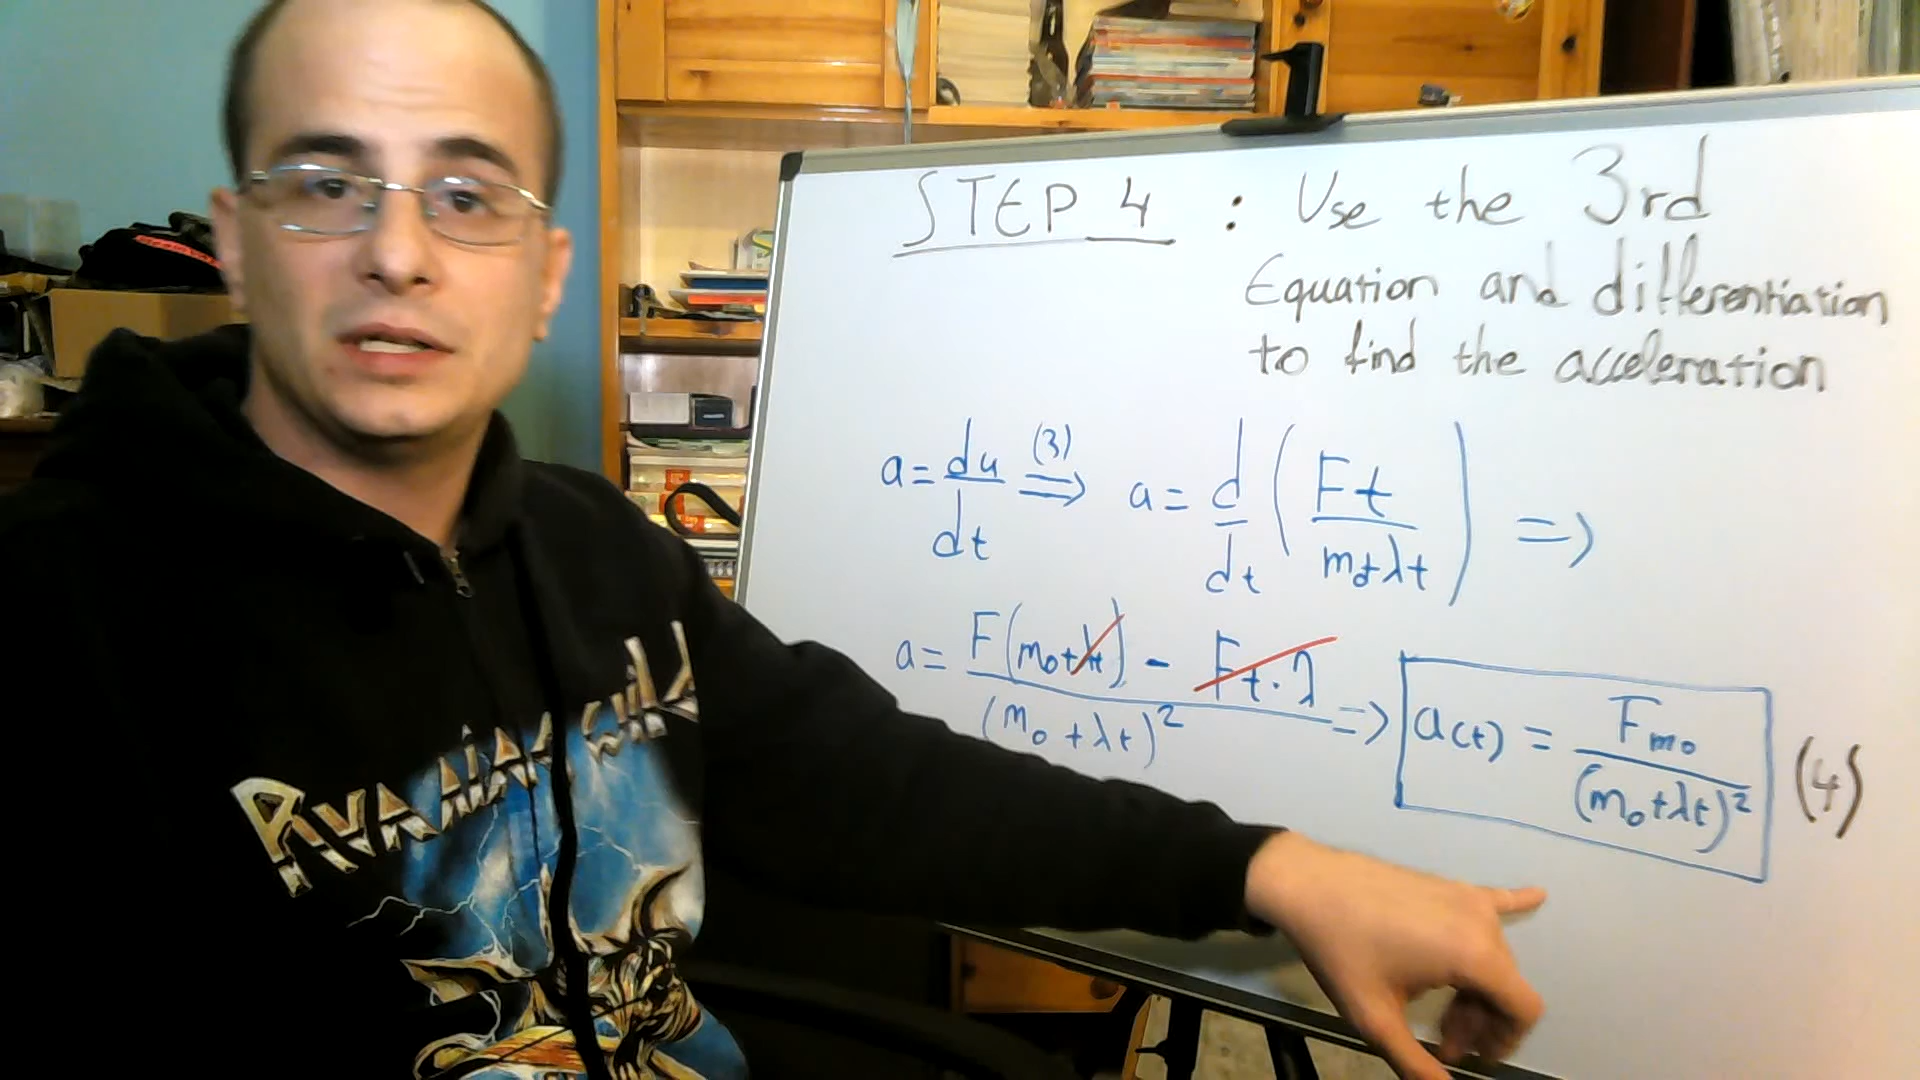 STEP 4 : Use the 3rd
Equation and differentiation
to find the acceleration
a = du/dt (3)⇒ a = d/dt (Ft/(m₀+λt)) ⇒
a = (F(m₀+λt) - Ft·λ)/(m₀+λt)² ⇒ a(t) = Fm₀/(m₀+λt)² (4)